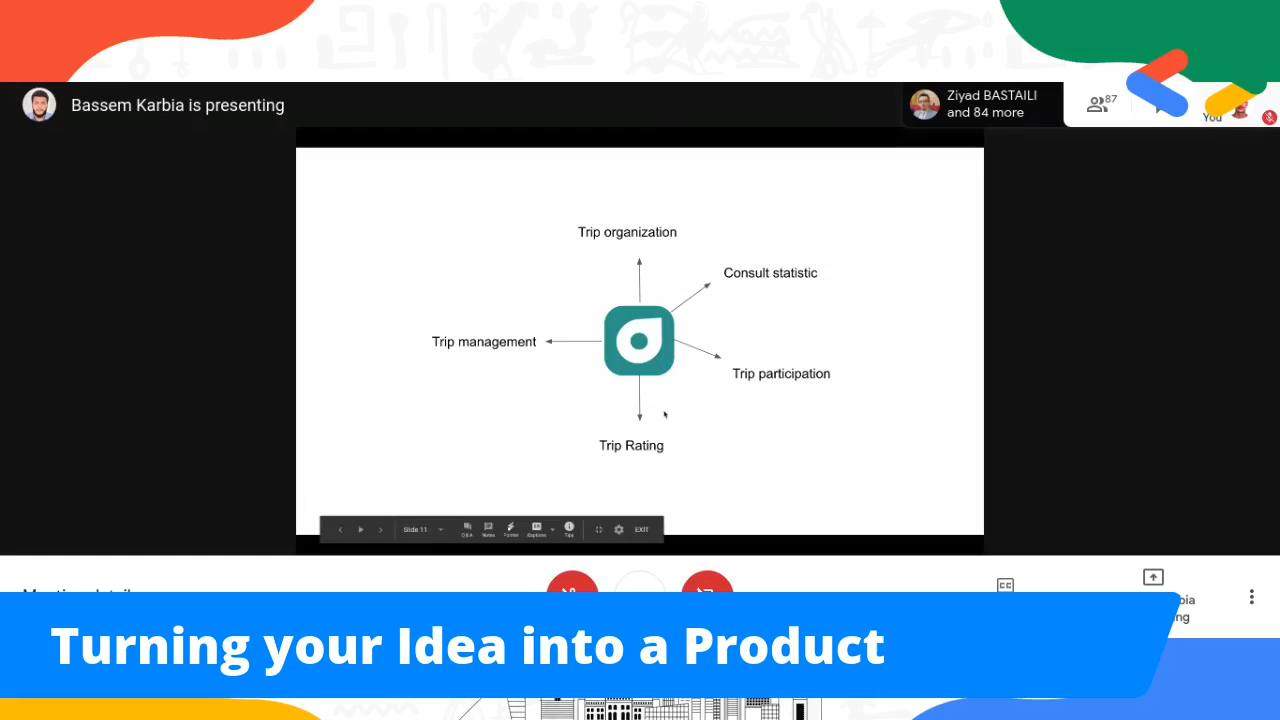 Bassem Karbia is presenting
Ziyad BASTAILI
and 84 more
87
You
Trip organization
Consult statistic
Trip management
Trip participation
Trip Rating
Slide 11
Q&A
Notes
Pointer
Captions
Tips
EXIT
CC
Turning your Idea into a Product